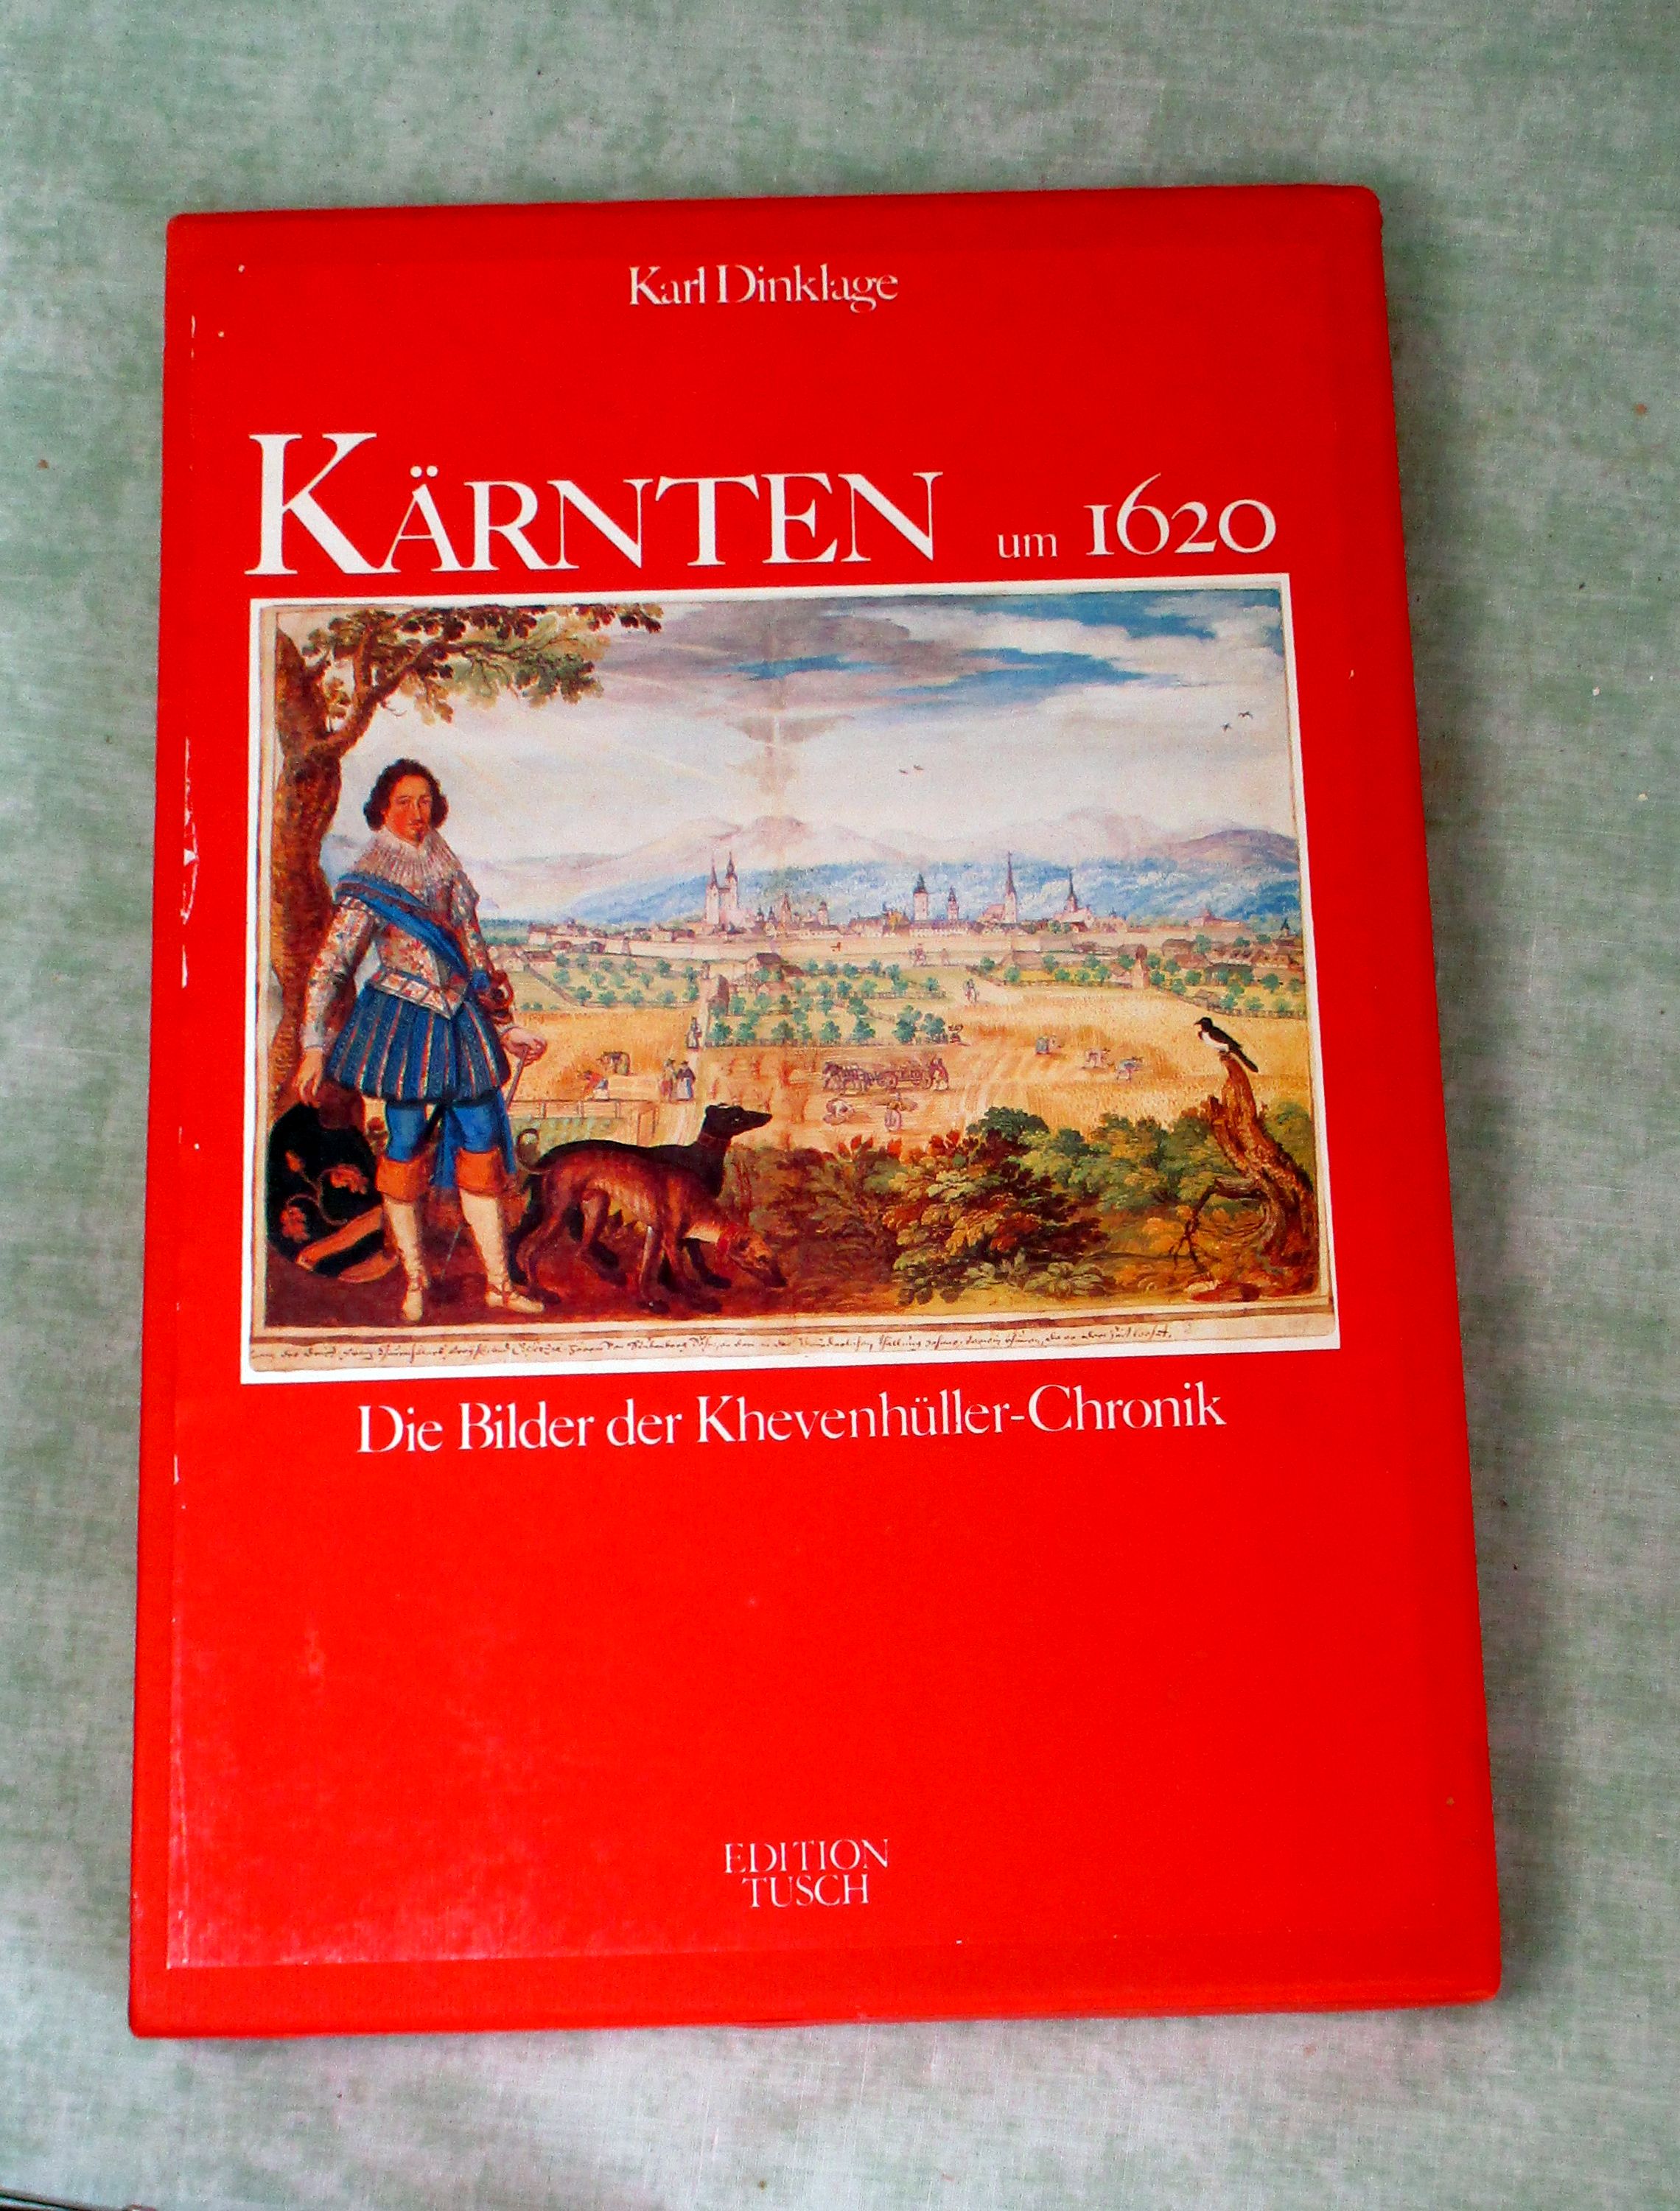 Karl Dinklage
KÄRNTEN um 1620
Die Bilder der Khevenhüller-Chronik
EDITION
TUSCH